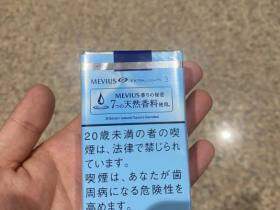 MEVIUS
MEVIUS 香りの秘密
7つの天然香料使用。
20歳未満の者の喫
煙は、法律で禁じられ
ています。
喫煙は、あなたが歯
周病になる危険性を
高めます。